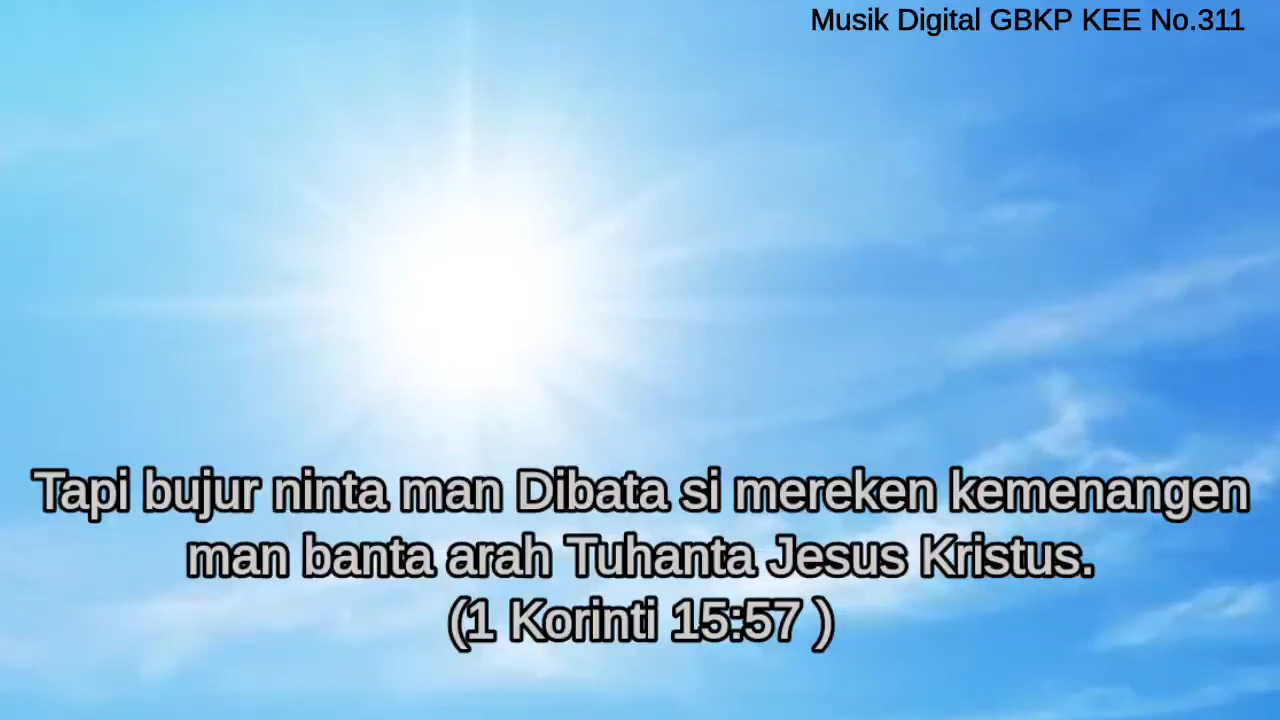 Musik Digital GBKP KEE No.311
Tapi bujur ninta man Dibata si mereken kemenangen
man banta arah Tuhanta Jesus Kristus.
(1 Korinti 15:57 )